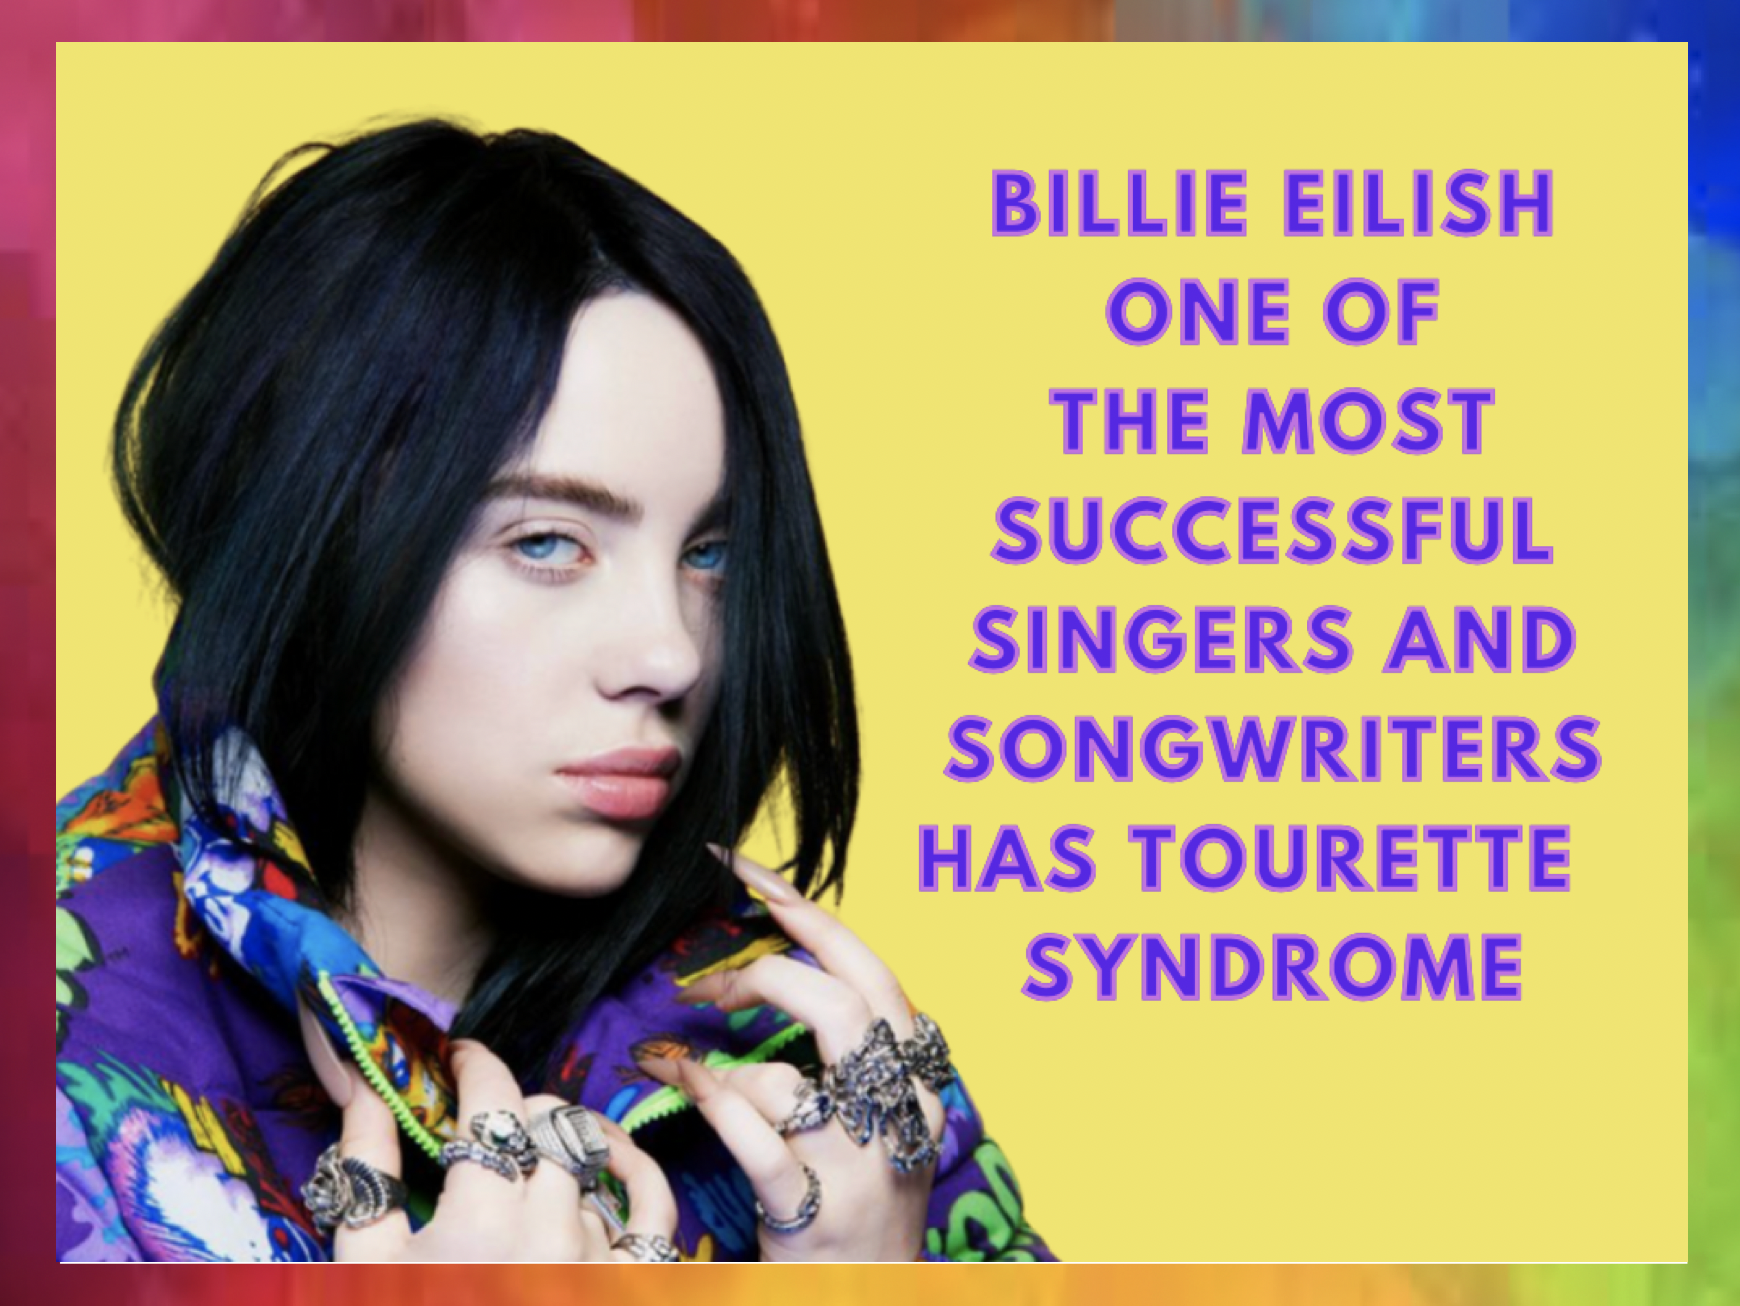 BILLIE EILISH
ONE OF
THE MOST
SUCCESSFUL
SINGERS AND
SONGWRITERS
HAS TOURETTE
SYNDROME